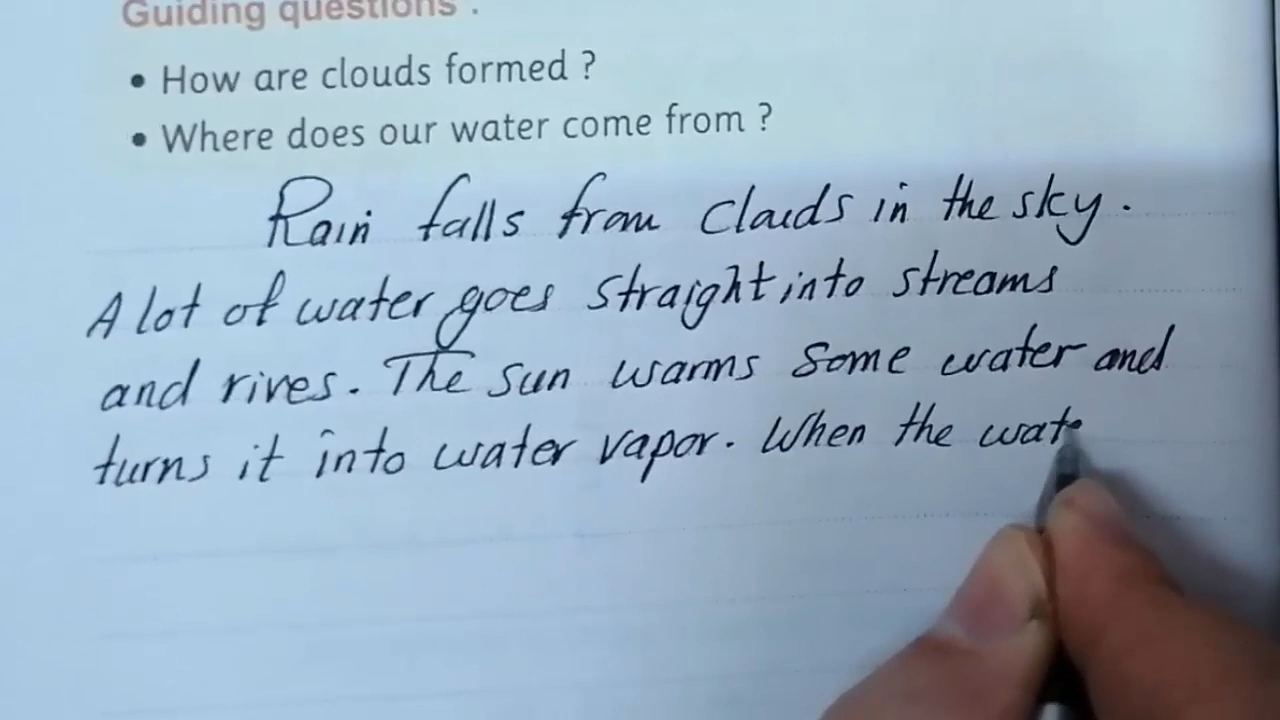 Guiding questions :
• How are clouds formed ?
• Where does our water come from ?
Rain falls from clouds in the sky.
A lot of water goes straight into streams
and rives. The sun warms some water and
turns it into water vapor. When the wate